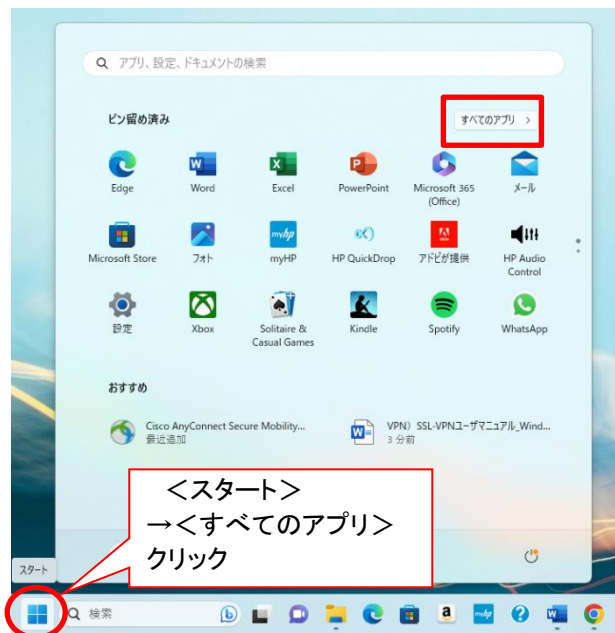 アプリ、設定、ドキュメントの検索
ピン留め済み
すべてのアプリ >
Edge
Word
Excel
PowerPoint
Microsoft 365
(Office)
メール
Microsoft Store
フォト
myHP
HP QuickDrop
アドビが提供
HP Audio
Control
設定
Xbox
Solitaire &
Casual Games
Kindle
Spotify
WhatsApp
おすすめ
Cisco AnyConnect Secure Mobility...
最近追加
VPN）SSL-VPNユーザマニュアル_Wind...
3 分前
＜スタート＞
→＜すべてのアプリ＞
クリック
スタート
検索